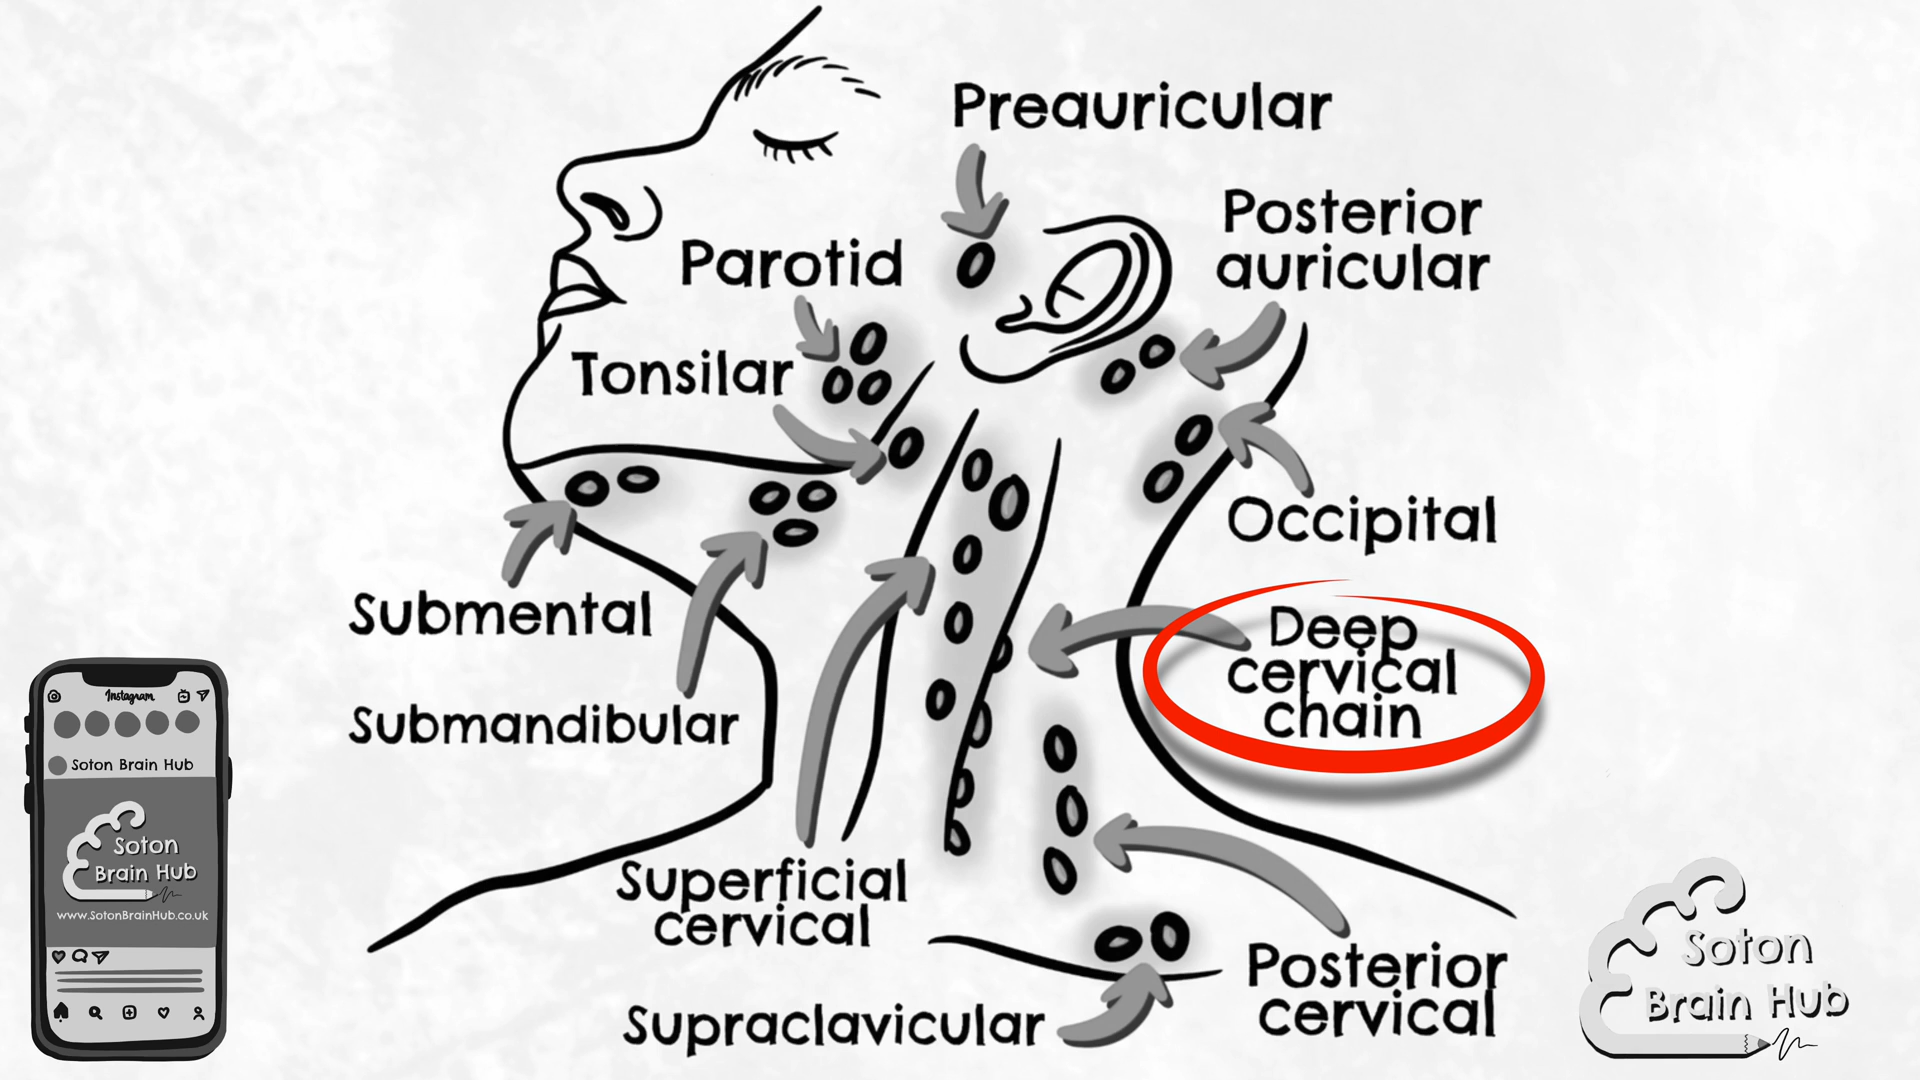 Preauricular
Posterior
auricular
Parotid
Tonsilar
Occipital
Submental
Deep
cervical
chain
Submandibular
Superficial
cervical
Posterior
cervical
Supraclavicular
Instagram
Soton Brain Hub
Soton
Brain Hub
www.SotonBrainHub.co.uk
Soton
Brain Hub